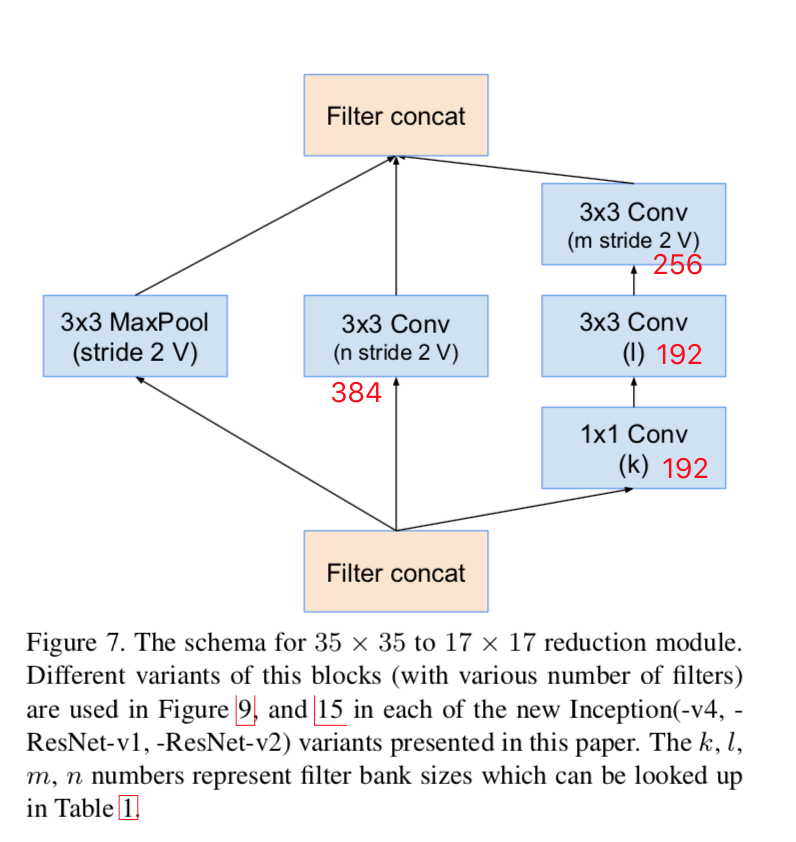 Filter concat
3x3 Conv
(m stride 2 V)
256
3x3 MaxPool
(stride 2 V)
3x3 Conv
(n stride 2 V)
384
3x3 Conv
(l) 192
1x1 Conv
(k) 192
Filter concat
Figure 7. The schema for 35 × 35 to 17 × 17 reduction module.
Different variants of this blocks (with various number of filters)
are used in Figure 9, and 15 in each of the new Inception(-v4, -
ResNet-v1, -ResNet-v2) variants presented in this paper. The k, l,
m, n numbers represent filter bank sizes which can be looked up
in Table 1.